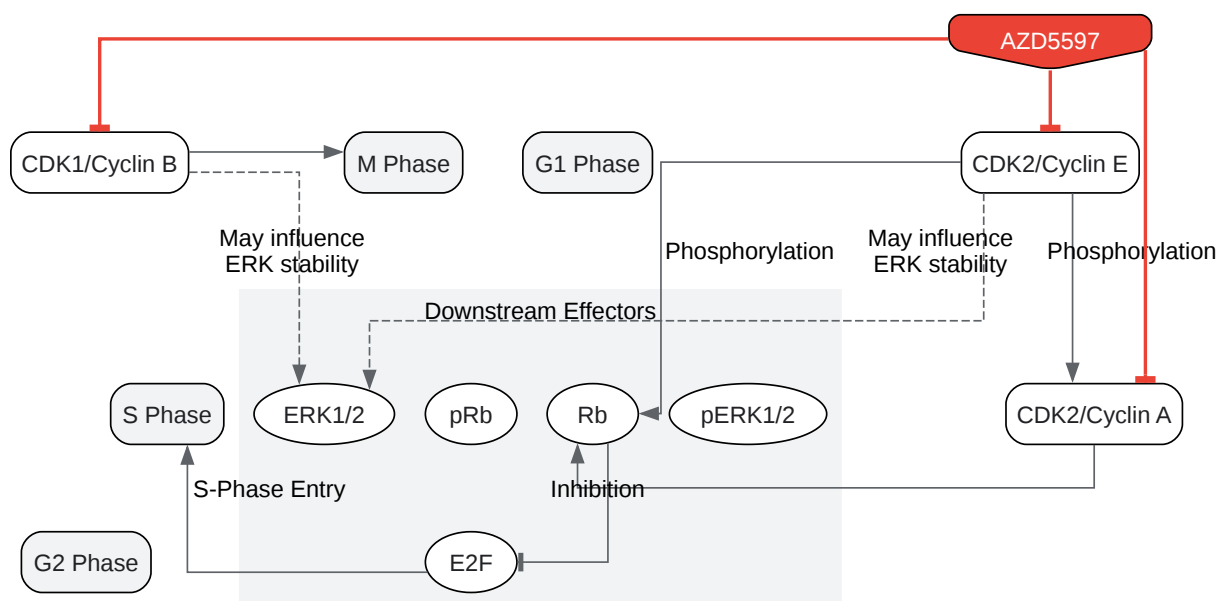 AZD5597
CDK1/Cyclin B
M Phase
G1 Phase
CDK2/Cyclin E
May influence
ERK stability
Phosphorylation
May influence
ERK stability
Phosphorylation
Downstream Effectors
S Phase
ERK1/2
pRb
Rb
pERK1/2
CDK2/Cyclin A
S-Phase Entry
Inhibition
G2 Phase
E2F